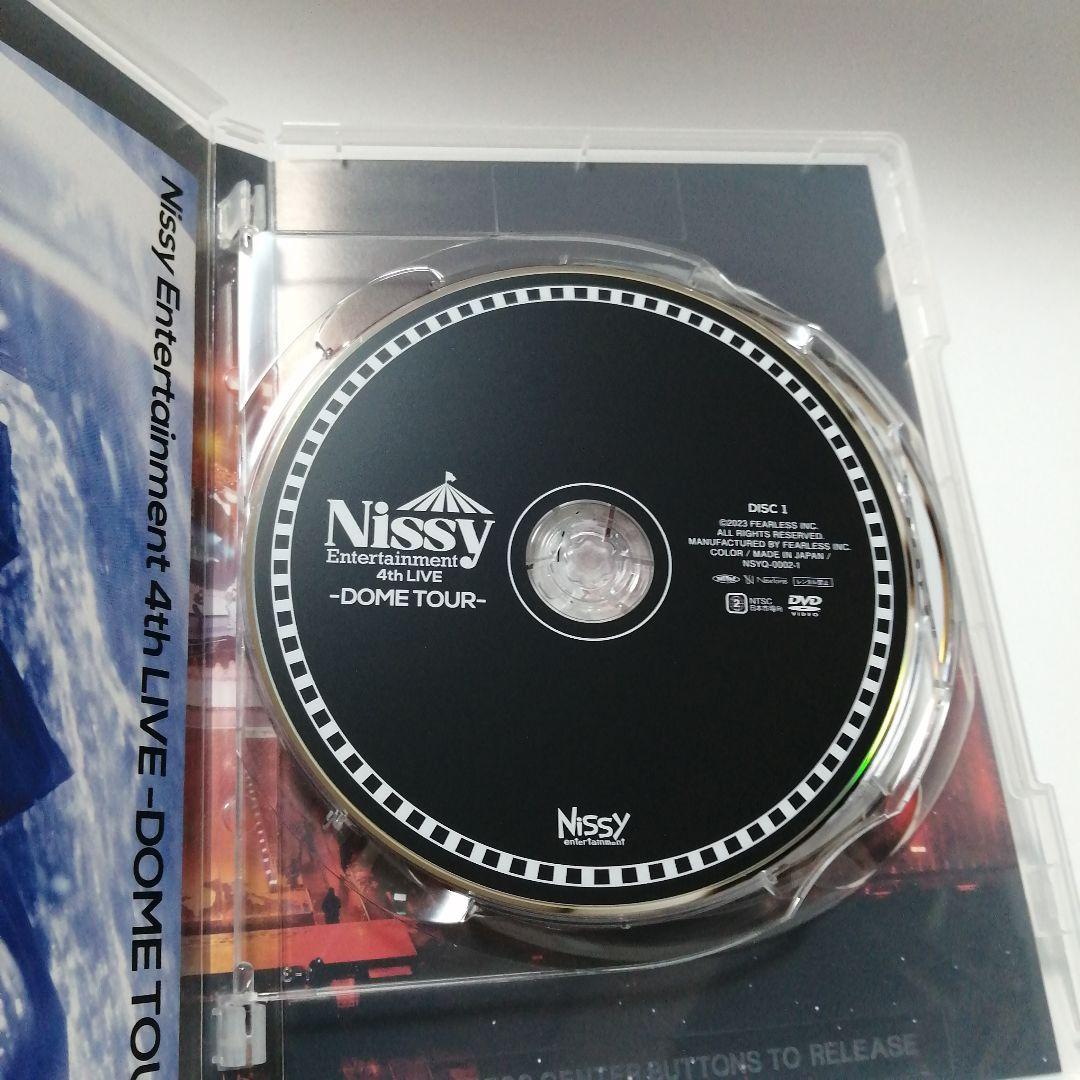 Nissy Entertainment 4th LIVE -DOME TOU
Nissy
Entertainment
4th LIVE
-DOME TOUR-
DISC 1
©2023 FEARLESS INC.
ALL RIGHTS RESERVED.
MANUFACTURED BY FEARLESS INC.
COLOR / MADE IN JAPAN /
NSYQ-0002-1
レンタル禁止
2 NTSC
日本市場向
DVD
VIDEO
Nissy
entertainment
CENTER BUTTONS TO RELEASE